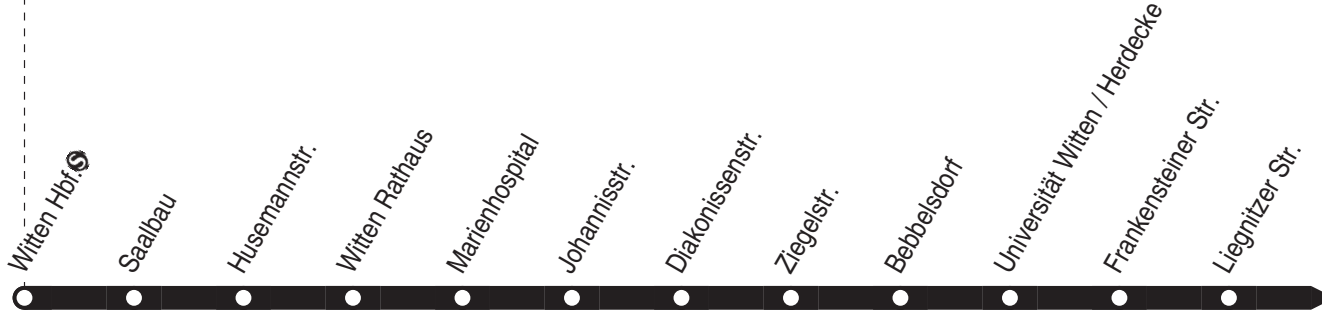 Witten Hbf. S
Saalbau
Husemannstr.
Witten Rathaus
Marienhospital
Johannisstr.
Diakonissenstr.
Ziegelstr.
Bebbelsdorf
Universität Witten / Herdecke
Frankensteiner Str.
Liegnitzer Str.